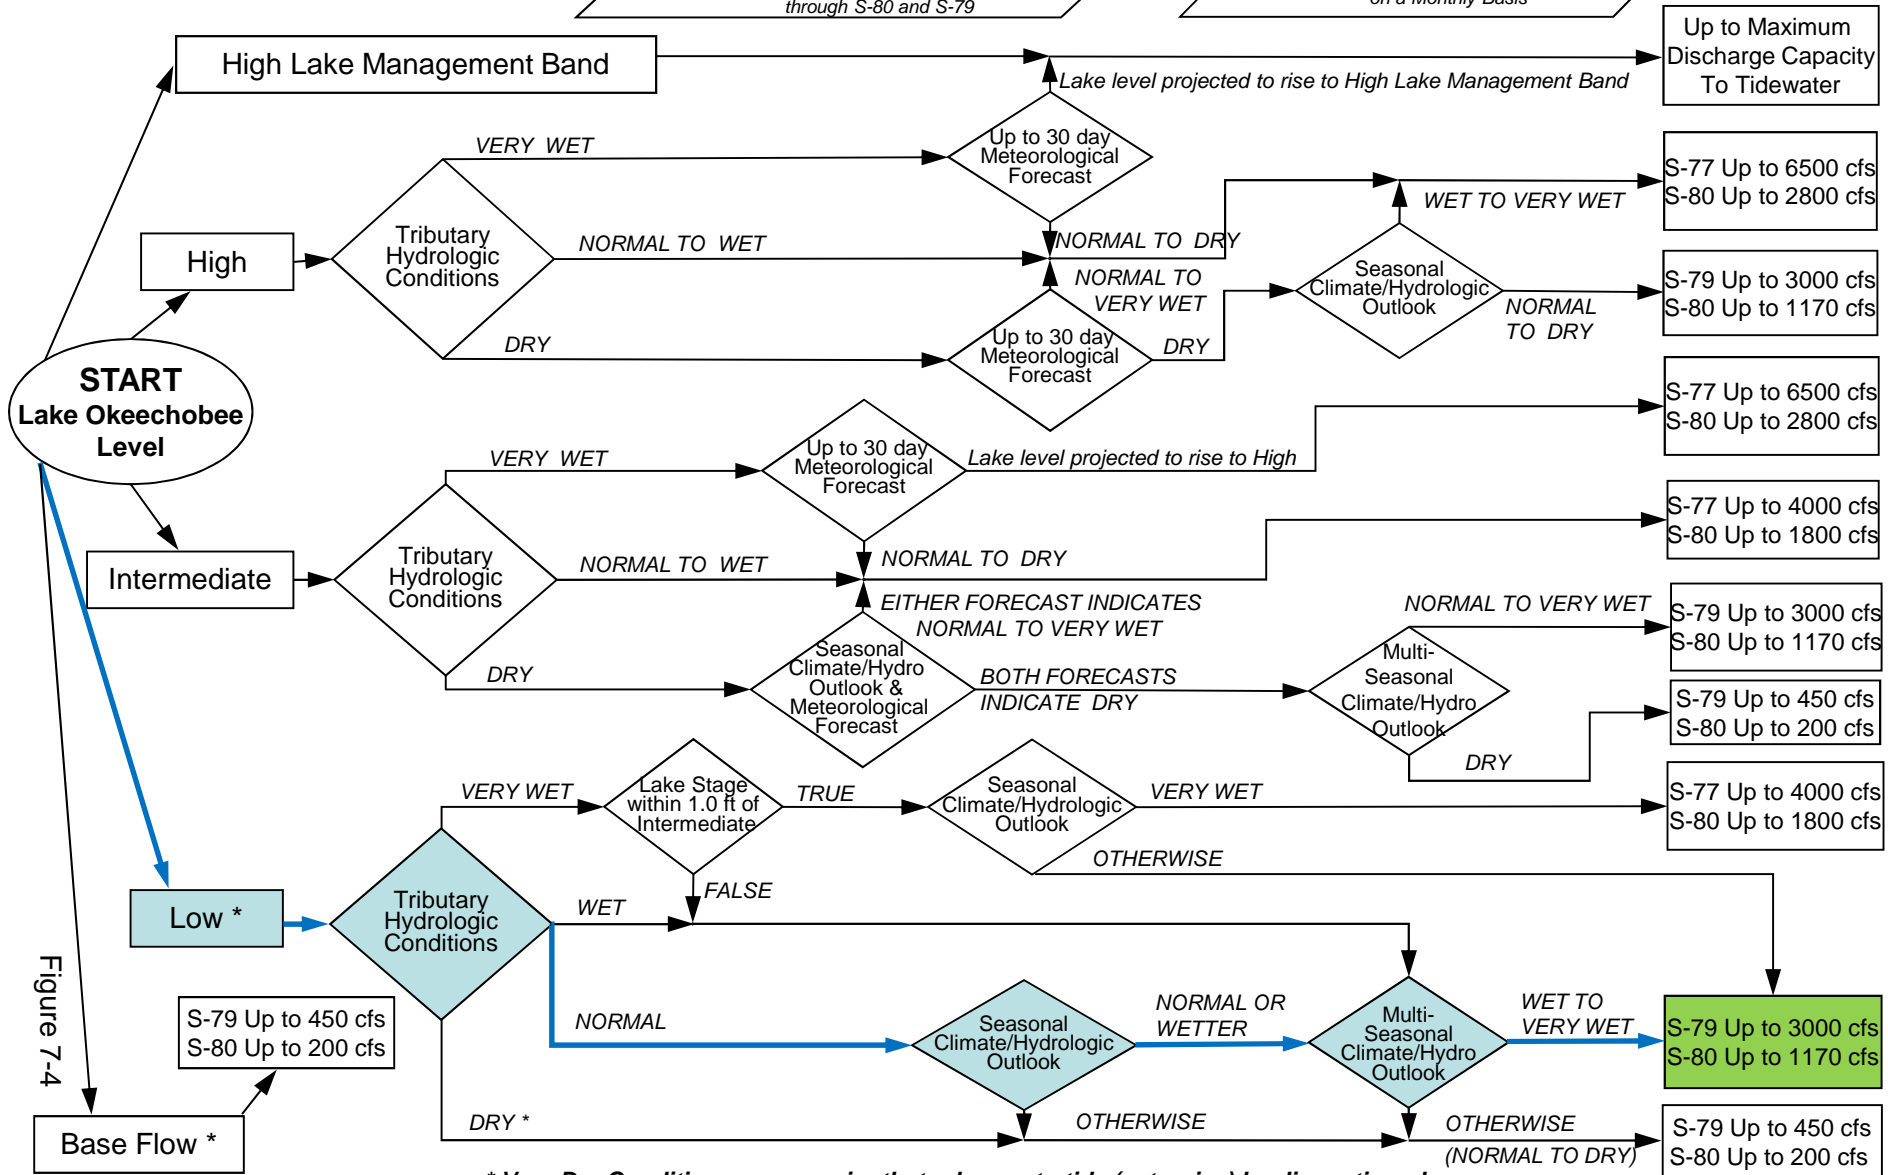 through S-80 and S-79
on a Monthly Basis
High Lake Management Band
Up to Maximum
Discharge Capacity
To Tidewater
Lake level projected to rise to High Lake Management Band
VERY WET
Up to 30 day
Meteorological
Forecast
S-77 Up to 6500 cfs
S-80 Up to 2800 cfs
WET TO VERY WET
High
Tributary
Hydrologic
Conditions
NORMAL TO WET
NORMAL TO DRY
NORMAL TO
VERY WET
Seasonal
Climate/Hydrologic
Outlook
S-79 Up to 3000 cfs
S-80 Up to 1170 cfs
NORMAL
TO DRY
DRY
Up to 30 day
Meteorological
Forecast
DRY
START
Lake Okeechobee
Level
S-77 Up to 6500 cfs
S-80 Up to 2800 cfs
VERY WET
Up to 30 day
Meteorological
Forecast
Lake level projected to rise to High
S-77 Up to 4000 cfs
S-80 Up to 1800 cfs
Intermediate
Tributary
Hydrologic
Conditions
NORMAL TO WET
NORMAL TO DRY
EITHER FORECAST INDICATES
NORMAL TO VERY WET
NORMAL TO VERY WET
S-79 Up to 3000 cfs
S-80 Up to 1170 cfs
DRY
Seasonal
Climate/Hydro
Outlook &
Meteorological
Forecast
BOTH FORECASTS
INDICATE DRY
Multi-
Seasonal
Climate/Hydro
Outlook
S-79 Up to 450 cfs
S-80 Up to 200 cfs
DRY
VERY WET
Lake Stage
within 1.0 ft of
Intermediate
TRUE
Seasonal
Climate/Hydrologic
Outlook
VERY WET
S-77 Up to 4000 cfs
S-80 Up to 1800 cfs
OTHERWISE
FALSE
Low *
Tributary
Hydrologic
Conditions
WET
NORMAL
Seasonal
Climate/Hydrologic
Outlook
NORMAL OR
WETTER
Multi-
Seasonal
Climate/Hydro
Outlook
WET TO
VERY WET
S-79 Up to 3000 cfs
S-80 Up to 1170 cfs
Figure 7-4
S-79 Up to 450 cfs
S-80 Up to 200 cfs
Base Flow *
DRY *
OTHERWISE
OTHERWISE
(NORMAL TO DRY)
S-79 Up to 450 cfs
S-80 Up to 200 cfs